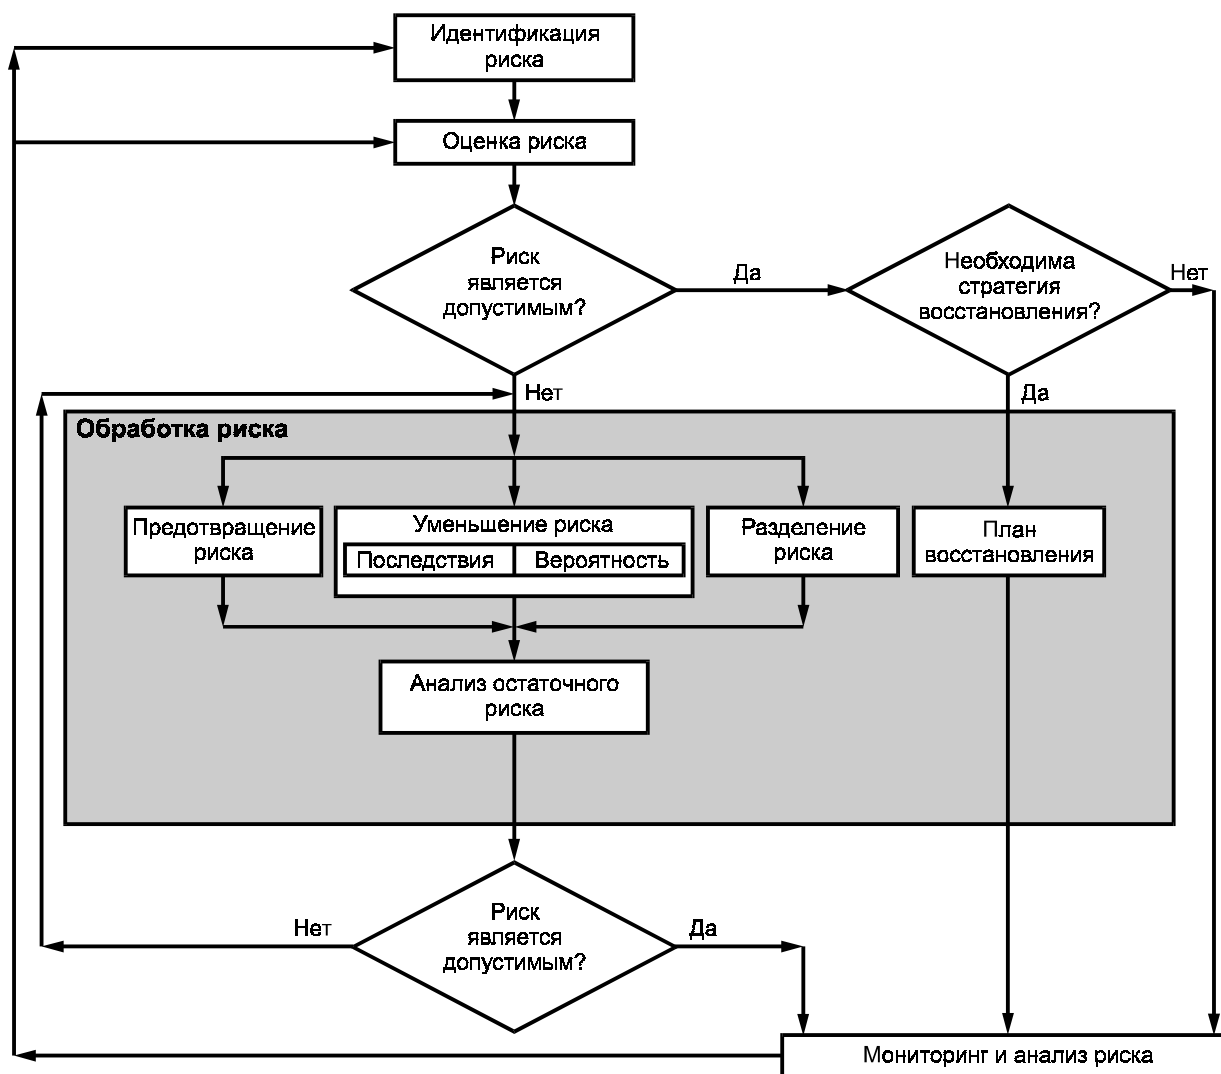 Идентификация
риска
Оценка риска
Риск
является
допустимым?
Да
Необходима
стратегия
восстановления?
Нет
Нет
Да
Обработка риска
Предотвращение
риска
Уменьшение риска
Последствия
Вероятность
Разделение
риска
План
восстановления
Анализ остаточного
риска
Нет
Риск
является
допустимым?
Да
Мониторинг и анализ риска